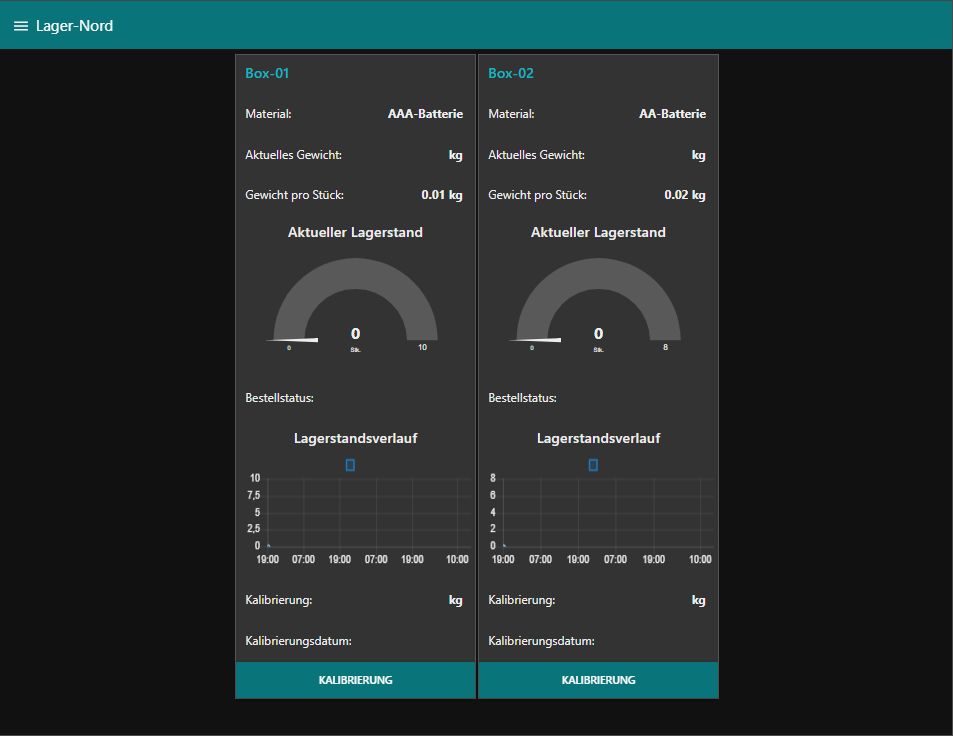 Lager-Nord
Box-01
Material: AAA-Batterie
Aktuelles Gewicht: kg
Gewicht pro Stück: 0.01 kg
Aktueller Lagerstand
0
0 Stk. 10
Bestellstatus:
Lagerstandsverlauf
10
7,5
5
2,5
0
19:00 07:00 19:00 07:00 19:00 10:00
Kalibrierung: kg
Kalibrierungsdatum:
KALIBRIERUNG
Box-02
Material: AA-Batterie
Aktuelles Gewicht: kg
Gewicht pro Stück: 0.02 kg
Aktueller Lagerstand
0
0 Stk. 8
Bestellstatus:
Lagerstandsverlauf
8
6
4
2
0
19:00 07:00 19:00 07:00 19:00 10:00
Kalibrierung: kg
Kalibrierungsdatum:
KALIBRIERUNG